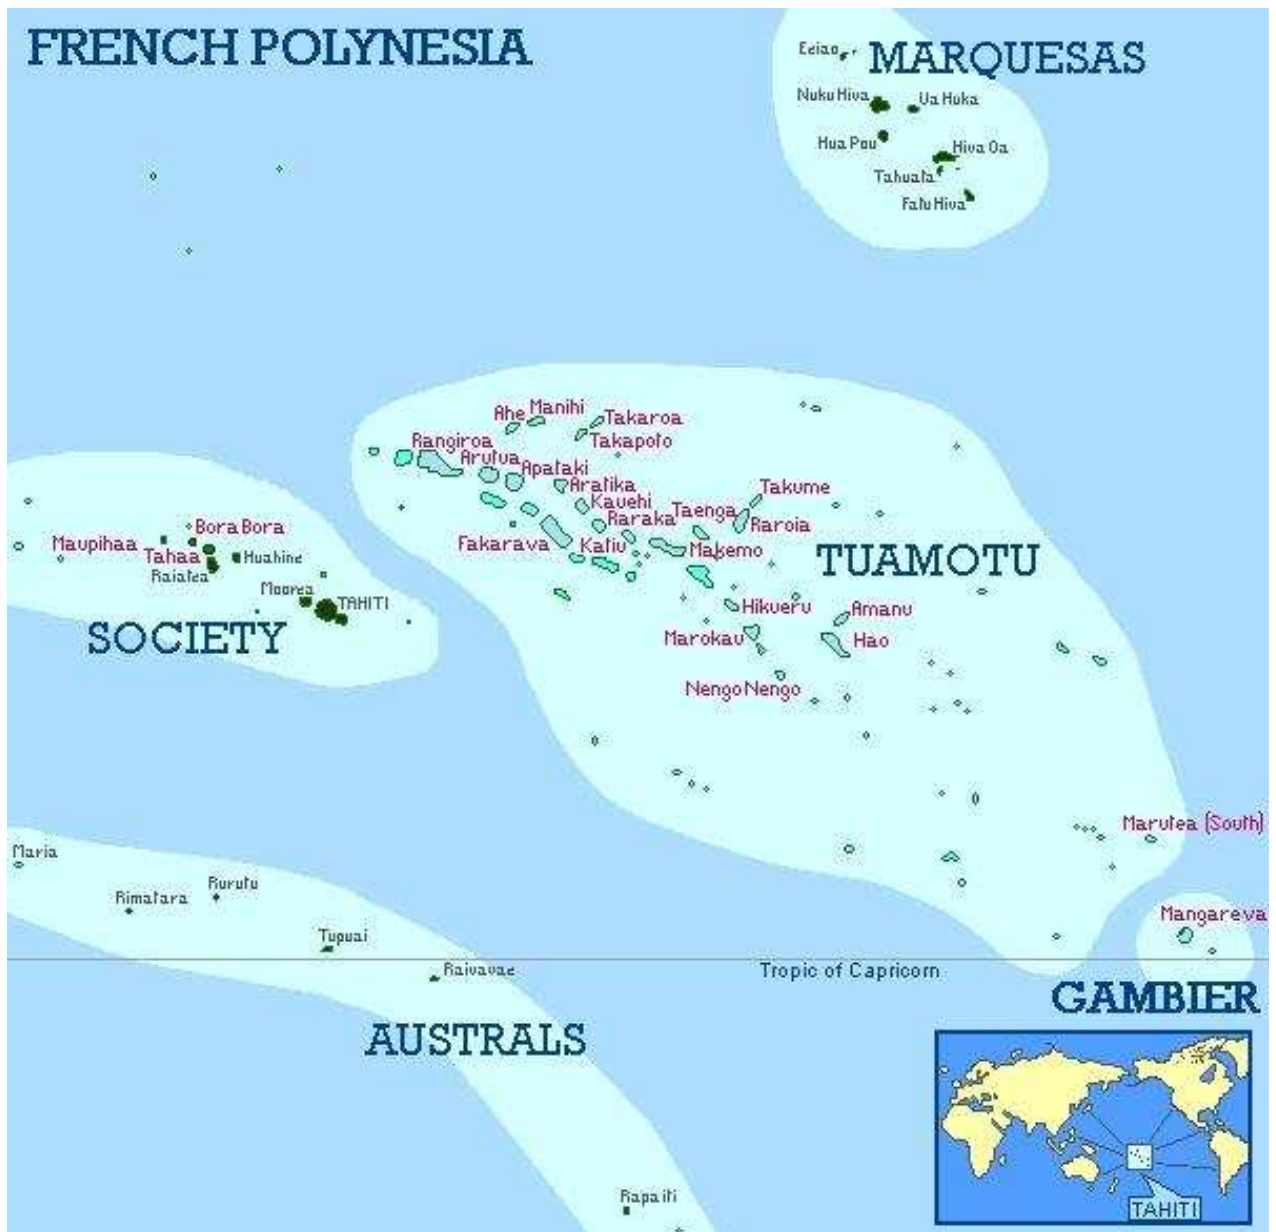 FRENCH POLYNESIA
Eeiao
MARQUESAS
Nuku Hiva
Ua Huka
Hua Pou
Hiva Oa
Tahuata
Fatu Hiva
Ahe
Manihi
Takaroa
Takapoto
Rangiroa
Arutua
Apataki
Aratika
Kauehi
Raraka
Taenga
Takume
Raroia
Fakarava
Katiu
Makemo
TUAMOTU
Hikueru
Amanu
Marokau
Hao
Nengo Nengo
Bora Bora
Maupihaa
Tahaa
Huahine
Raiatea
Moorea
TAHITI
SOCIETY
Marutea (South)
Maria
Rimatara
Rurutu
Tupuai
Raivavae
Mangareva
Tropic of Capricorn
GAMBIER
AUSTRALS
Rapa iti
TAHITI